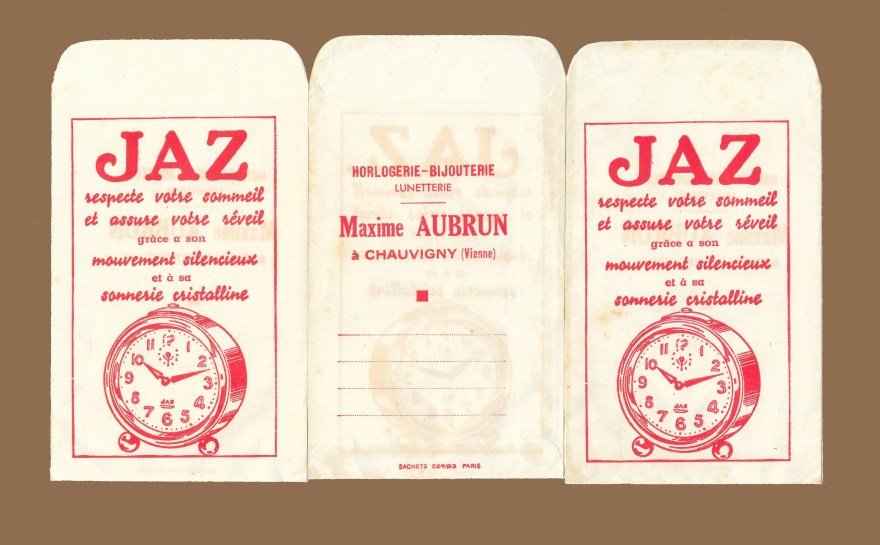 JAZ
respecte votre sommeil
et assure votre réveil
grâce a son
mouvement silencieux
et à sa
sonnerie cristalline
11 12 1
10 2
9 3
8 4
7 6 5
JAZ
HORLOGERIE-BIJOUTERIE
LUNETTERIE
Maxime AUBRUN
à CHAUVIGNY (Vienne)
SACHETS PARIS
JAZ
respecte votre sommeil
et assure votre réveil
grâce a son
mouvement silencieux
et à sa
sonnerie cristalline
11 12 1
10 2
9 3
8 4
7 6 5
JAZ